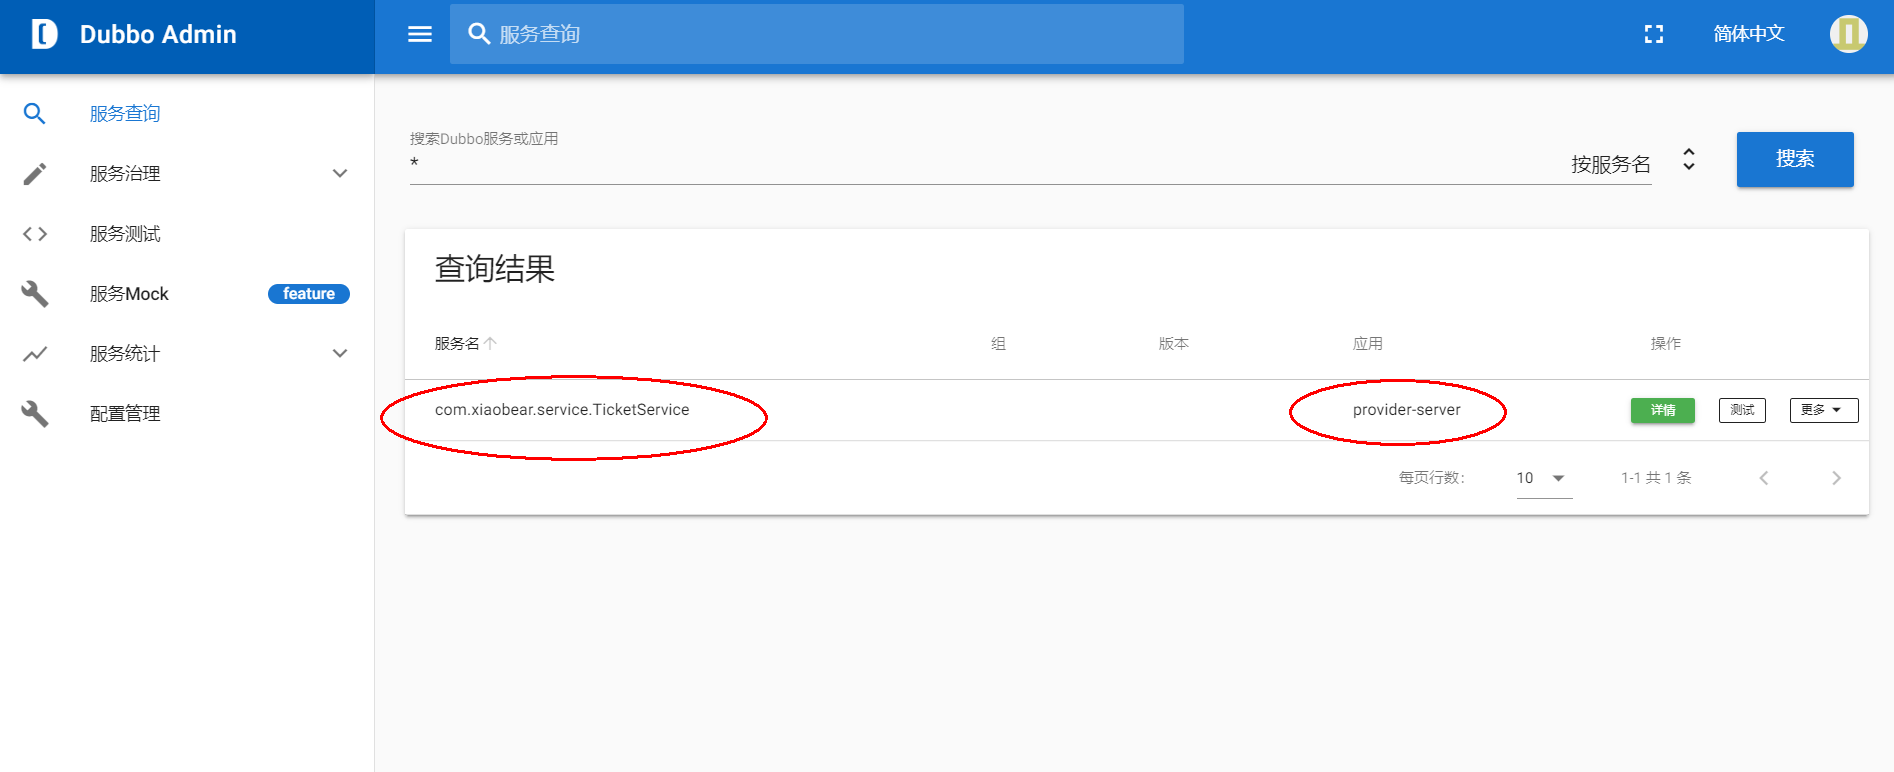 Dubbo Admin
服务查询
简体中文
服务查询
服务治理
服务测试
服务Mock
feature
服务统计
配置管理
搜索Dubbo服务或应用
*
按服务名
搜索
查询结果
服务名 组 版本 应用 操作
com.xiaobear.service.TicketService provider-server 详情 测试 更多
每页行数: 10 1-1 共 1 条